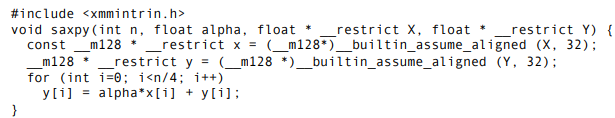 #include <xmmintrin.h>
void saxpy(int n, float alpha, float * __restrict X, float * __restrict Y) {
  const __m128 * __restrict x = (__m128*)__builtin_assume_aligned (X, 32);
  __m128 * __restrict y = (__m128 *)__builtin_assume_aligned (Y, 32);
  for (int i=0; i<n/4; i++)
    y[i] = alpha*x[i] + y[i];
}